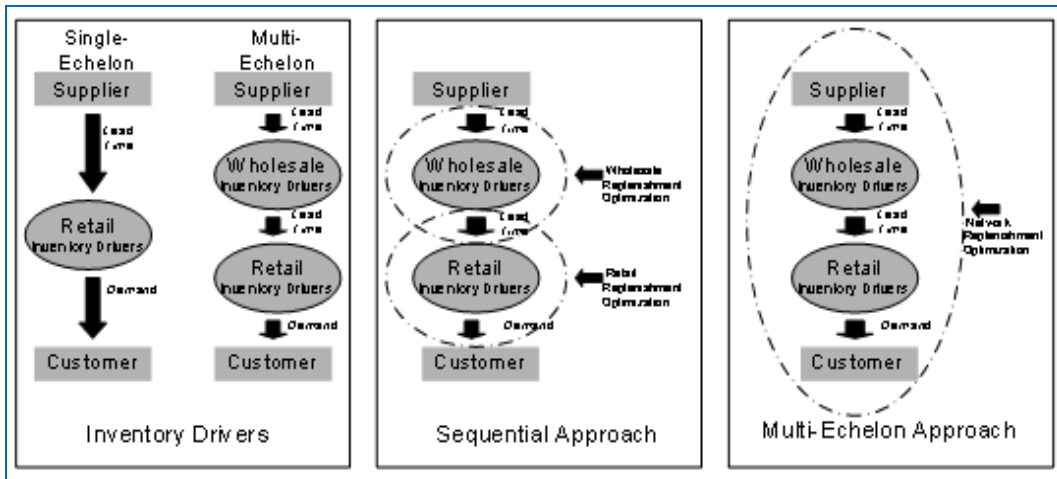 Single-
Echelon
Supplier
Lead
Time
Retail
Inventory Drivers
Demand
Customer
Multi-
Echelon
Supplier
Lead
Time
Wholesale
Inventory Drivers
Lead
Time
Retail
Inventory Drivers
Demand
Customer
Inventory Drivers
Supplier
Lead
Time
Wholesale
Inventory Drivers
Lead
Time
Retail
Inventory Drivers
Demand
Customer
Wholesale
Replenishment
Optimization
Retail
Replenishment
Optimization
Sequential Approach
Supplier
Lead
Time
Wholesale
Inventory Drivers
Lead
Time
Retail
Inventory Drivers
Demand
Customer
Network
Replenishment
Optimization
Multi-Echelon Approach